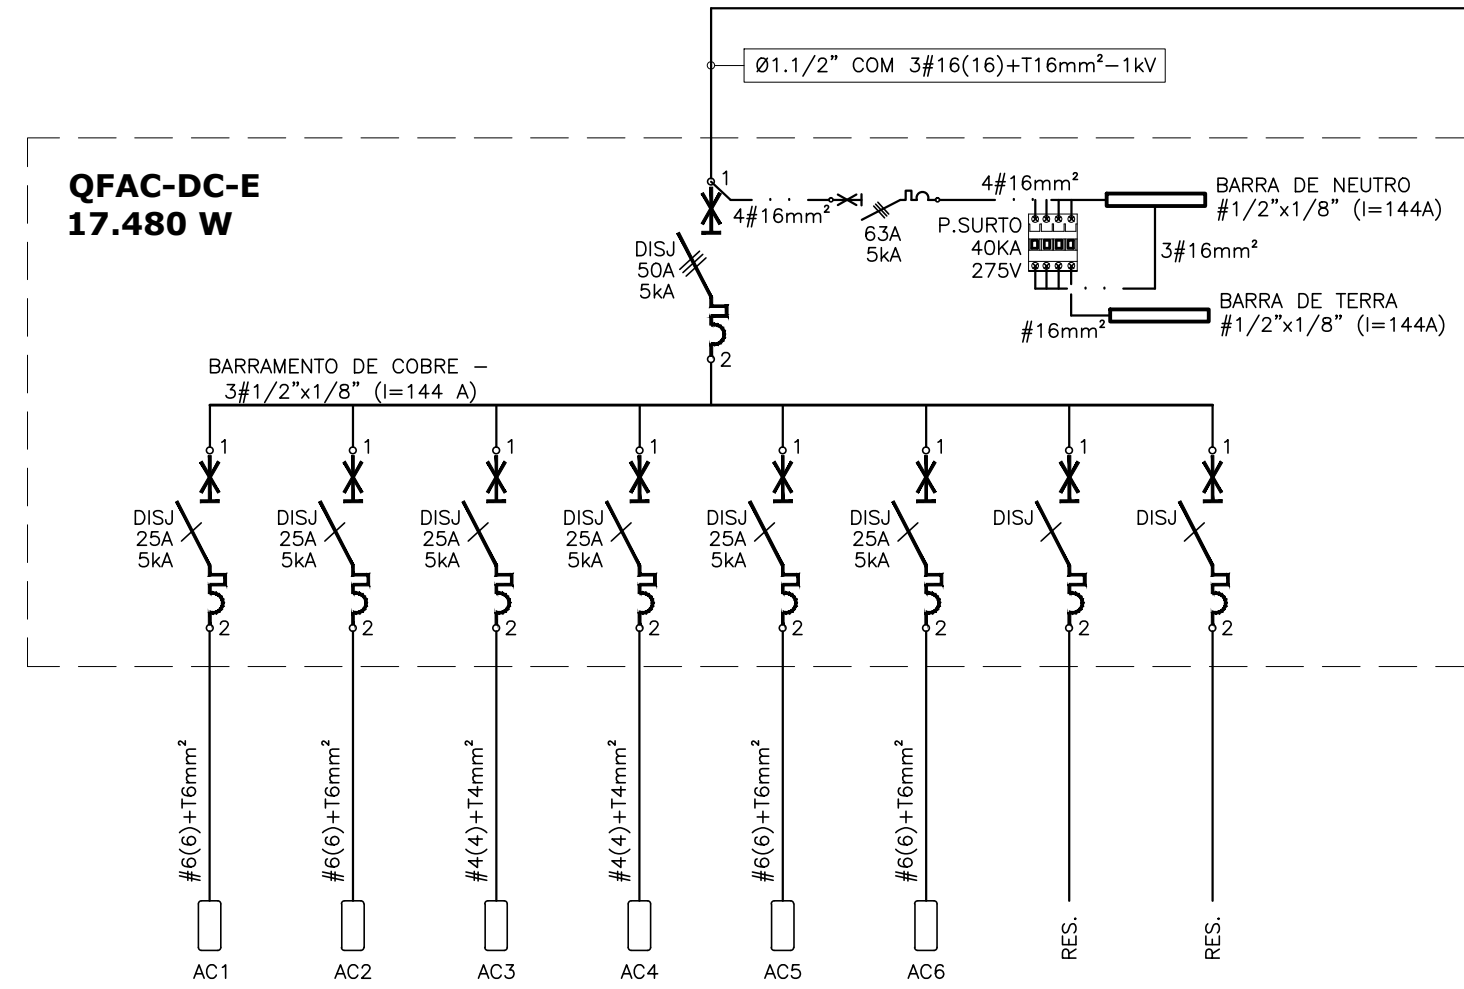 Ø1.1/2” COM 3#16(16)+T16mm²−1kV
QFAC-DC-E
17.480 W
1
4#16mm²
63A
5kA
4#16mm²
P.SURTO
40KA
275V
BARRA DE NEUTRO
#1/2”x1/8” (I=144A)
3#16mm²
BARRA DE TERRA
#1/2”x1/8” (I=144A)
#16mm²
DISJ
50A
5kA
2
BARRAMENTO DE COBRE −
3#1/2”x1/8” (I=144 A)
1 1 1 1 1 1 1 1
DISJ DISJ DISJ DISJ DISJ DISJ DISJ DISJ
25A 25A 25A 25A 25A 25A
5kA 5kA 5kA 5kA 5kA 5kA
2 2 2 2 2 2 2 2
#6(6)+T6mm²
#6(6)+T6mm²
#4(4)+T4mm²
#4(4)+T4mm²
#6(6)+T6mm²
#6(6)+T6mm²
RES.
RES.
AC1 AC2 AC3 AC4 AC5 AC6